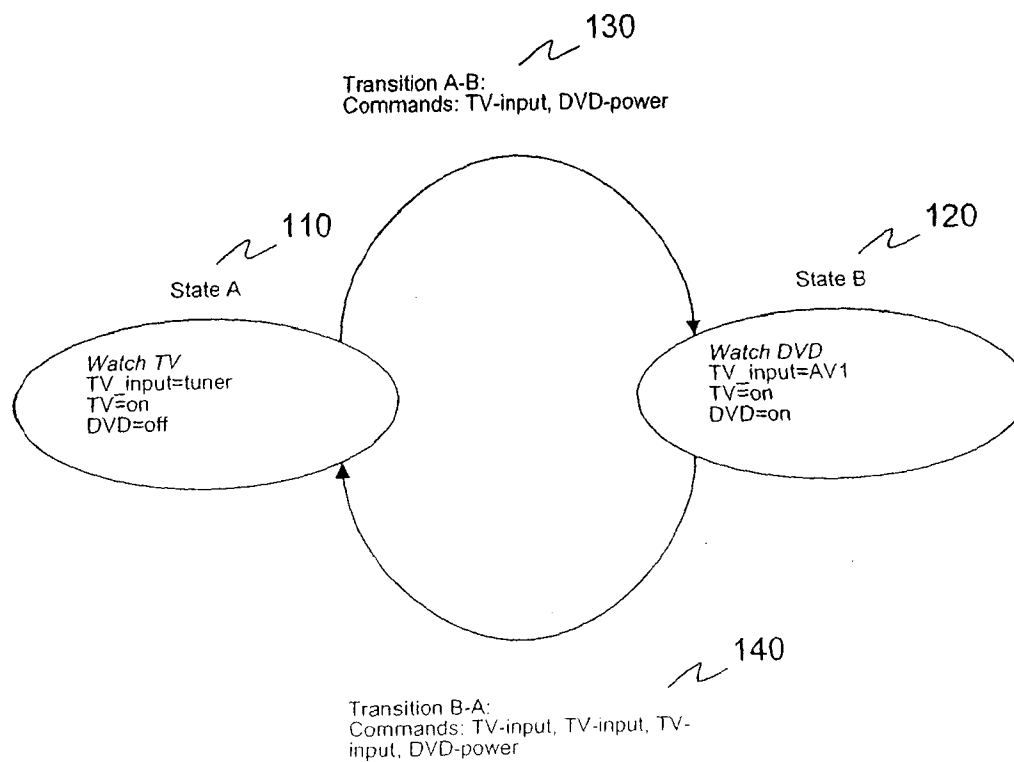 130
Transition A-B:
Commands: TV-input, DVD-power
110
120
State A
State B
Watch TV
TV_input=tuner
TV=on
DVD=off
Watch DVD
TV_input=AV1
TV=on
DVD=on
140
Transition B-A:
Commands: TV-input, TV-input, TV-
input, DVD-power